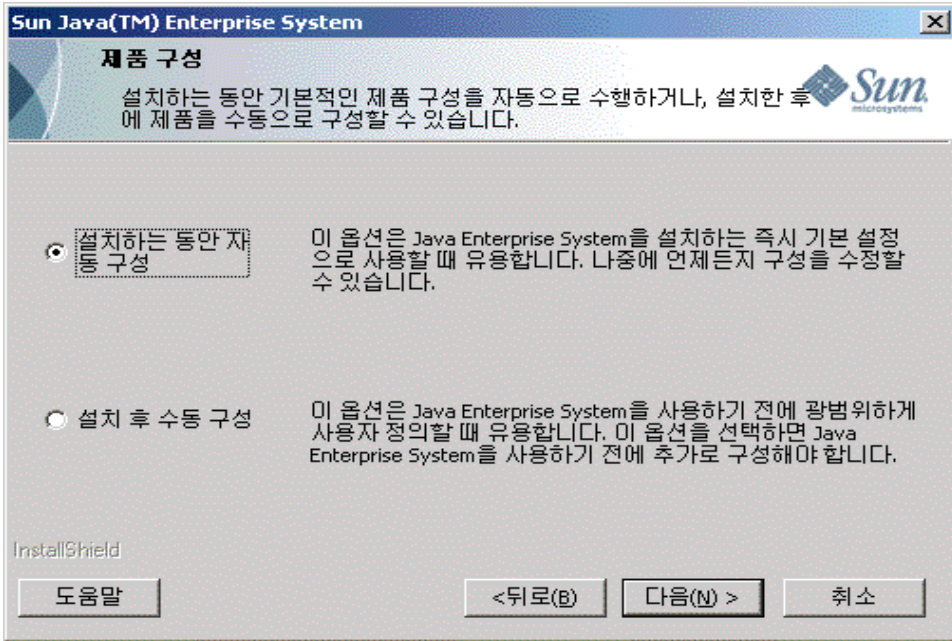 Sun Java(TM) Enterprise System
제품 구성
설치하는 동안 기본적인 제품 구성을 자동으로 수행하거나, 설치한 후
에 제품을 수동으로 구성할 수 있습니다.
Sun
microsystems
설치하는 동안 자
동 구성
이 옵션은 Java Enterprise System을 설치하는 즉시 기본 설정
으로 사용할 때 유용합니다. 나중에 언제든지 구성을 수정할
수 있습니다.
설치 후 수동 구성
이 옵션은 Java Enterprise System을 사용하기 전에 광범위하게
사용자 정의할 때 유용합니다. 이 옵션을 선택하면 Java
Enterprise System을 사용하기 전에 추가로 구성해야 합니다.
InstallShield
도움말
<뒤로(B)
다음(N) >
취소